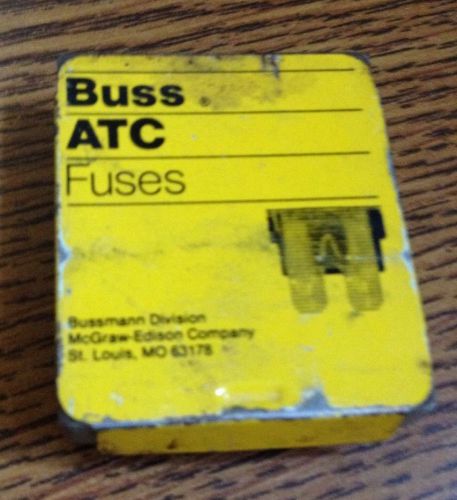 Buss
ATC
Fuses
Bussmann Division
McGraw-Edison Company
St. Louis, MO 63178